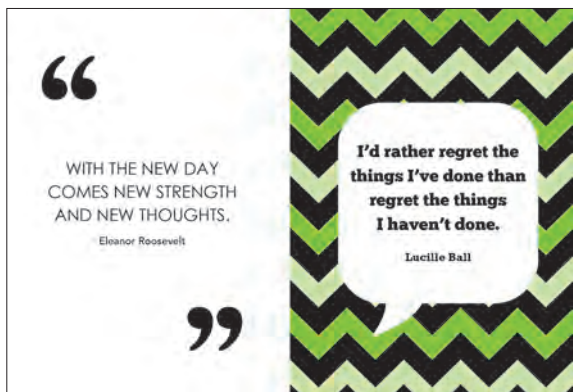 “
WITH THE NEW DAY
COMES NEW STRENGTH
AND NEW THOUGHTS.
Eleanor Roosevelt
”
I’d rather regret the
things I’ve done than
regret the things
I haven’t done.
Lucille Ball